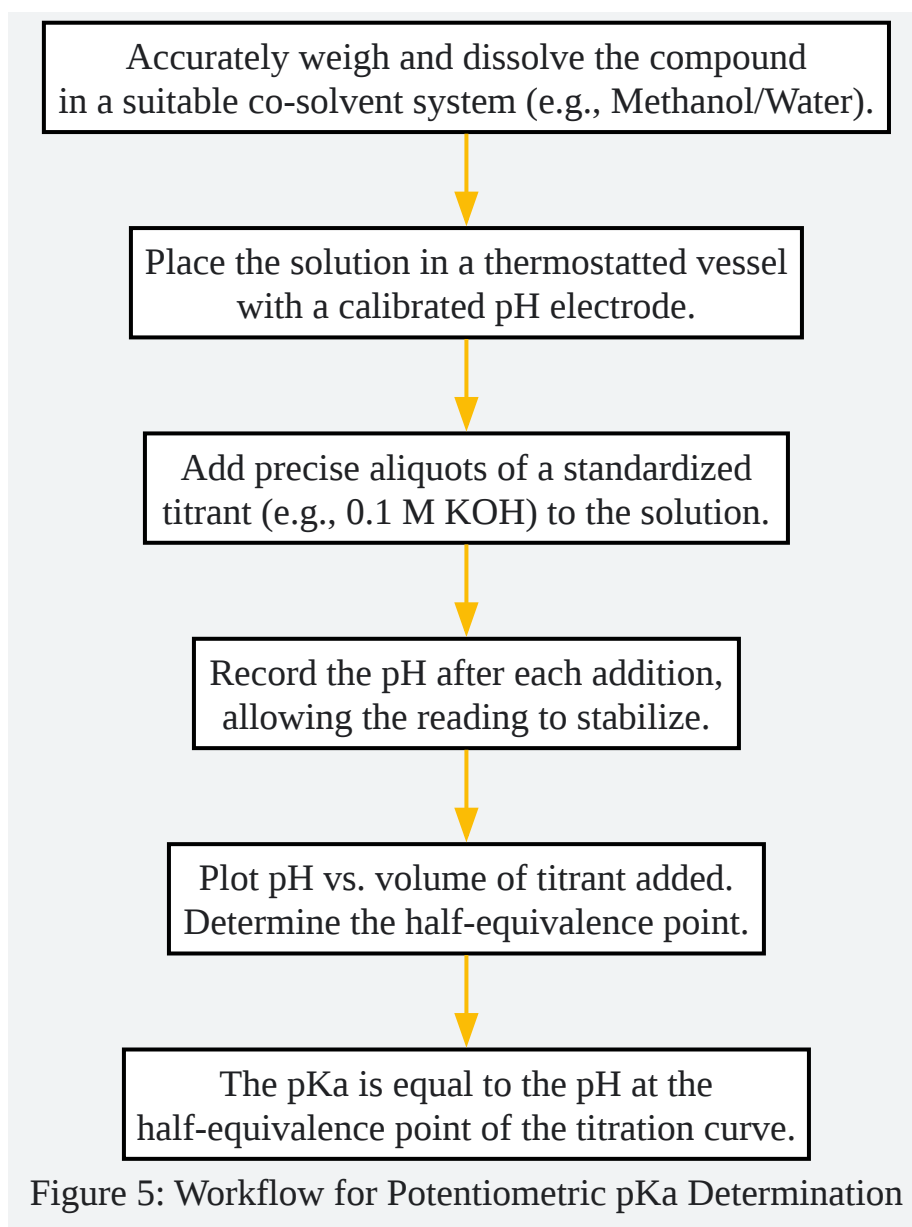 Accurately weigh and dissolve the compound
in a suitable co-solvent system (e.g., Methanol/Water).
Place the solution in a thermostatted vessel
with a calibrated pH electrode.
Add precise aliquots of a standardized
titrant (e.g., 0.1 M KOH) to the solution.
Record the pH after each addition,
allowing the reading to stabilize.
Plot pH vs. volume of titrant added.
Determine the half-equivalence point.
The pKa is equal to the pH at the
half-equivalence point of the titration curve.
Figure 5: Workflow for Potentiometric pKa Determination